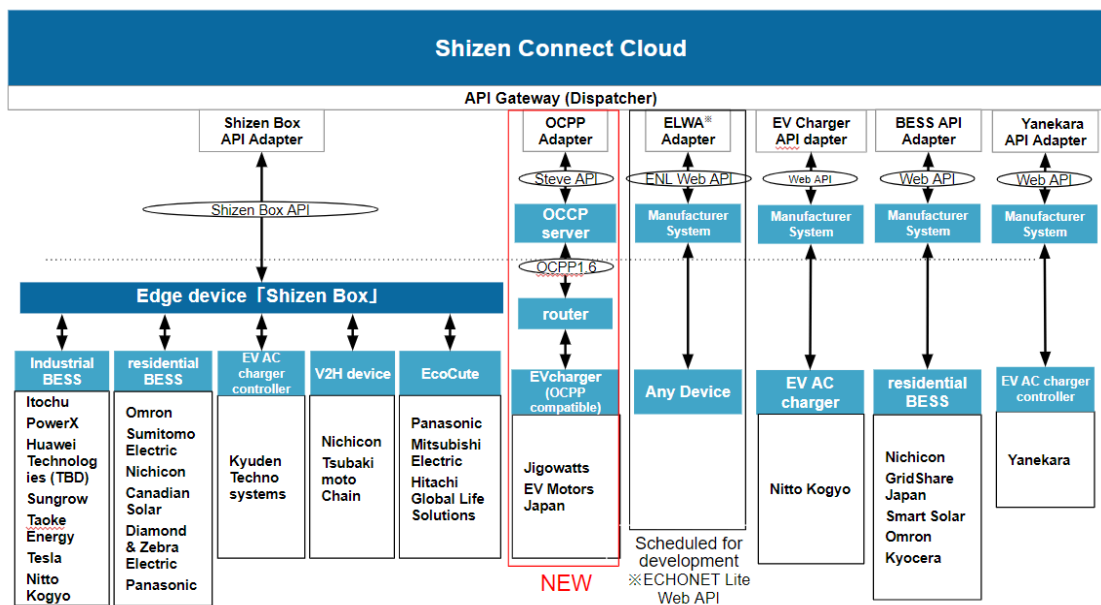 Shizen Connect Cloud
API Gateway (Dispatcher)
Shizen Box
API Adapter
OCPP
Adapter
ELWA※
Adapter
EV Charger
API dapter
BESS API
Adapter
Yanekara
API Adapter
Steve API
ENL Web API
Web API
Web API
Web API
Shizen Box API
OCCP
server
Manufacturer
System
Manufacturer
System
Manufacturer
System
Manufacturer
System
OCPP1.6
Edge device「Shizen Box」
router
Industrial
BESS
residential
BESS
EV AC
charger
controller
V2H device
EcoCute
EVcharger
(OCPP
compatible)
Any Device
EV AC
charger
residential
BESS
EV AC charger
controller
Itochu
PowerX
Huawei
Technolog
ies (TBD)
Sungrow
Taoke
Energy
Tesla
Nitto
Kogyo
Omron
Sumitomo
Electric
Nichicon
Canadian
Solar
Diamond
& Zebra
Electric
Panasonic
Kyuden
Techno
systems
Nichicon
Tsubaki
moto
Chain
Panasonic
Mitsubishi
Electric
Hitachi
Global Life
Solutions
Jigowatts
EV Motors
Japan
Nitto Kogyo
Nichicon
GridShare
Japan
Smart Solar
Omron
Kyocera
Yanekara
NEW
Scheduled for
development
※ECHONET Lite
Web API